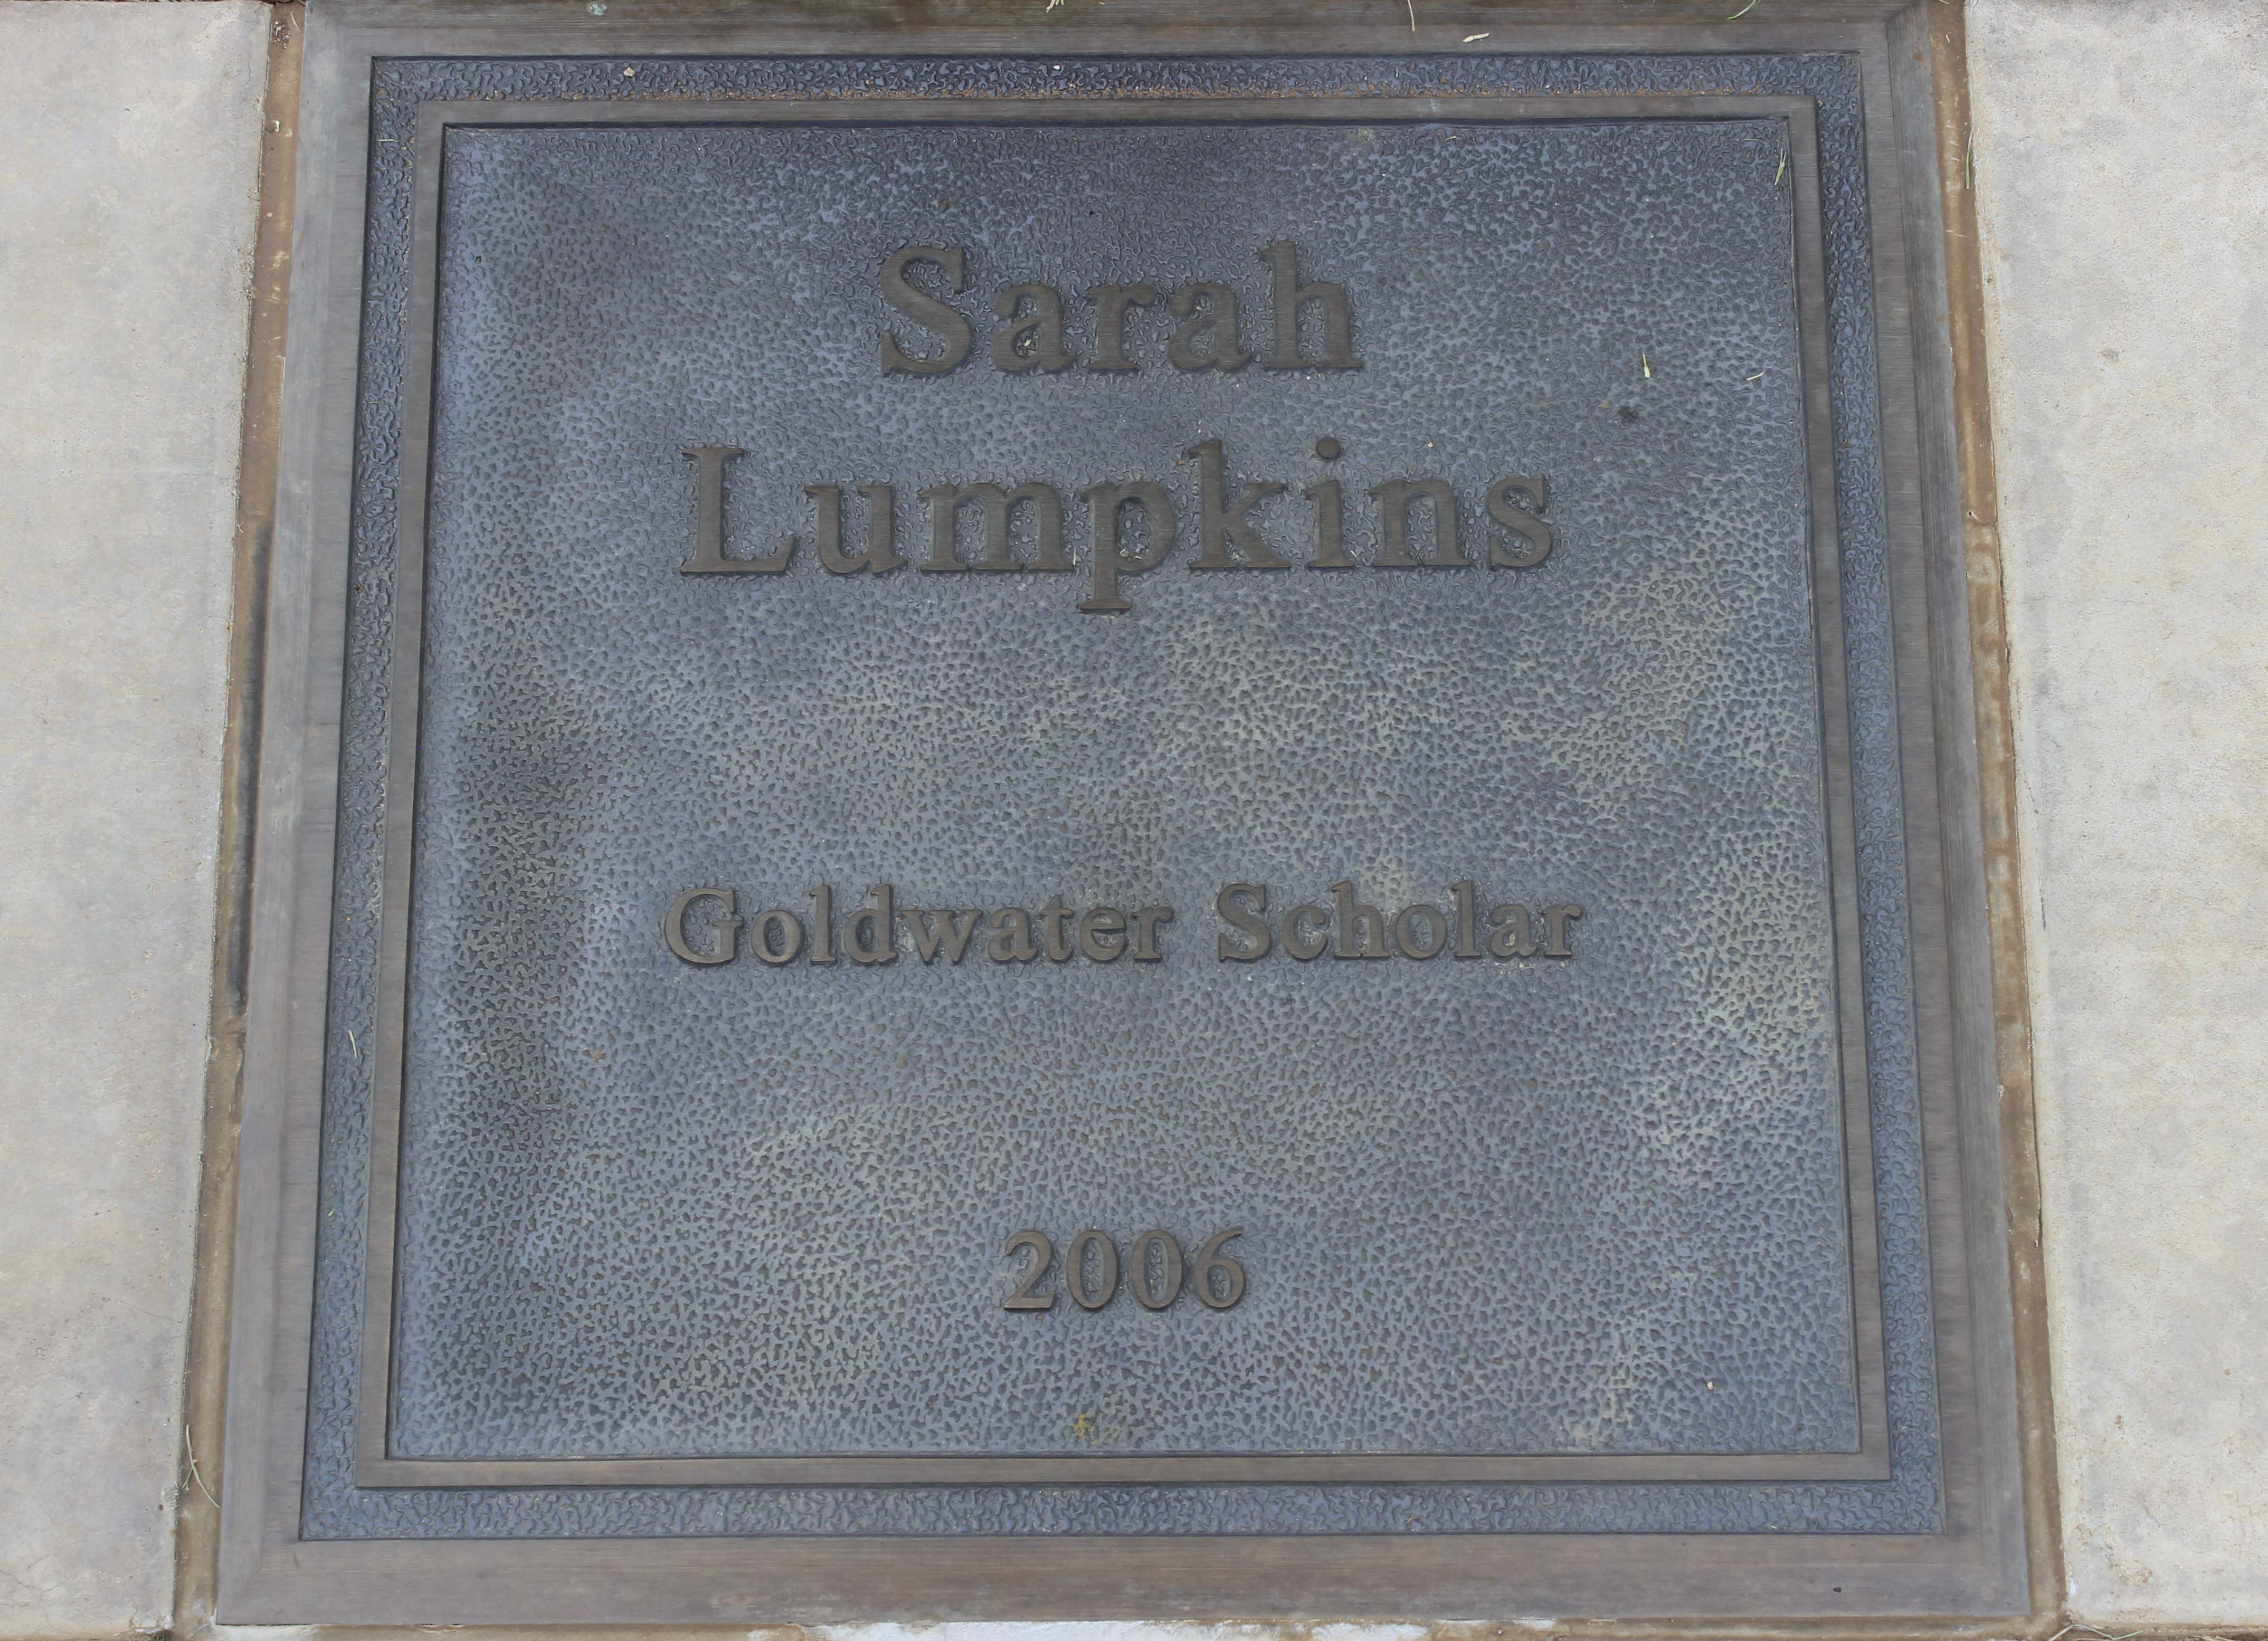 Sarah
Lumpkins
Goldwater Scholar
2006